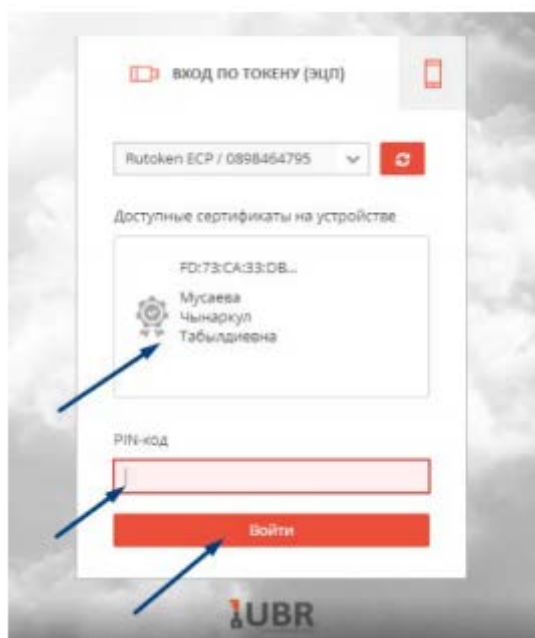 ВХОД ПО ТОКЕНУ (ЭЦП)
Rutoken ECP / 0898464795
Доступные сертификаты на устройстве
FD:73:CA:33:DB...
Мусаева
Чынаркул
Табылдиевна
PIN-код
Войти
UBR